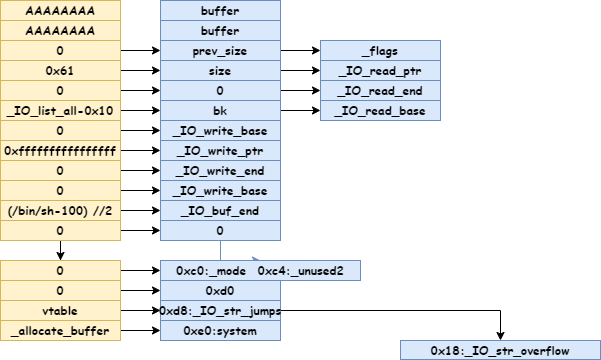 AAAAAAAA buffer
AAAAAAAA buffer
0 prev_size _flags
0x61 size _IO_read_ptr
0 0 _IO_read_end
_IO_list_all-0x10 bk _IO_read_base
0 _IO_write_base
0xffffffffffffffff _IO_write_ptr
0 _IO_write_end
0 _IO_write_base
(/bin/sh-100) //2 _IO_buf_end
0 0
0 0xc0:_mode 0xc4:_unused2
0 0xd0
vtable 0xd8:_IO_str_jumps
_allocate_buffer 0xe0:system
0x18:_IO_str_overflow